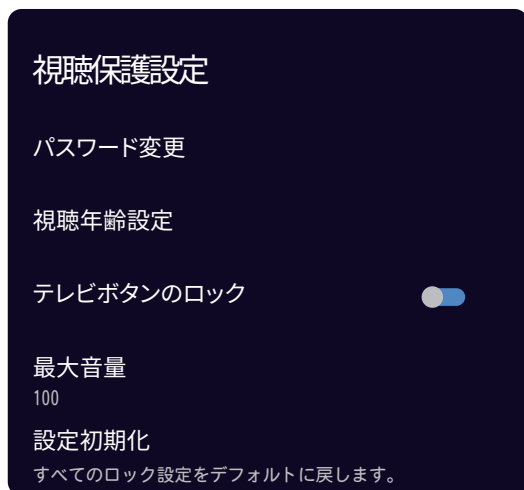 視聴保護設定
パスワード変更
視聴年齢設定
テレビボタンのロック
最大音量
100
設定初期化
すべてのロック設定をデフォルトに戻します。